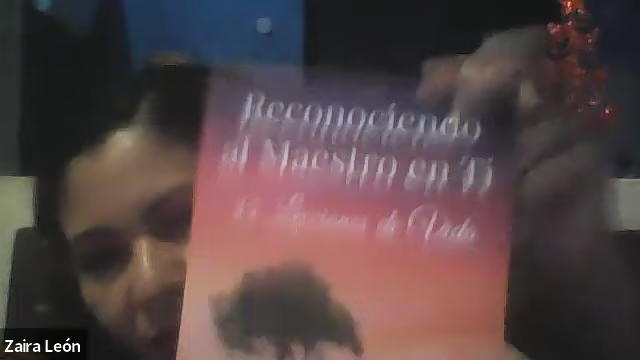 Reconociendo
al Maestro en Ti
Lecciones de Vida
Zaira León